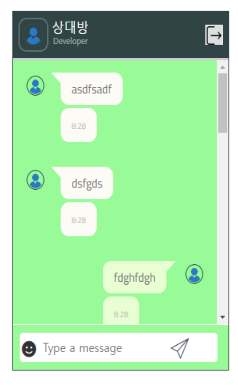 상대방
Developer
asdfsadf
8:28
dsfgds
8:28
fdghfdgh
8:28
Type a message